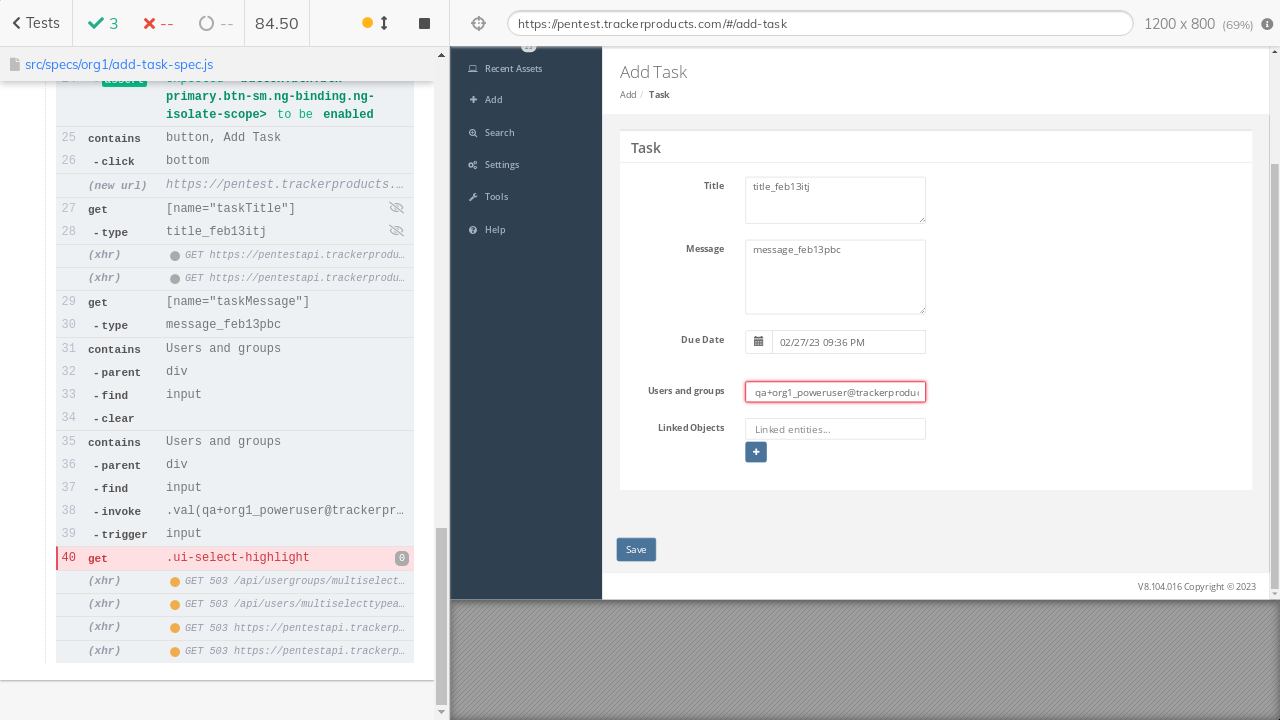 Tests
3
--
--
84.50
https://pentest.trackerproducts.com/#/add-task
1200 x 800 (69%)
src/specs/org1/add-task-spec.js
primary.btn-sm.ng-binding.ng-
isolate-scope> to be enabled
25 contains button, Add Task
26 - click bottom
(new url) https://pentest.trackerproducts.…
27 get [name="taskTitle"]
28 - type title_feb13itj
(xhr) GET https://pentestapi.trackerprodu…
(xhr) GET https://pentestapi.trackerprodu…
29 get [name="taskMessage"]
30 - type message_feb13pbc
31 contains Users and groups
32 - parent div
33 - find input
34 - clear
35 contains Users and groups
36 - parent div
37 - find input
38 - invoke .val(qa+org1_poweruser@trackerpr…
39 - trigger input
40 get .ui-select-highlight 0
(xhr) GET 503 /api/usergroups/multiselect…
(xhr) GET 503 /api/users/multiselecttypea…
(xhr) GET 503 https://pentestapi.trackerp…
(xhr) GET 503 https://pentestapi.trackerp…
Recent Assets
Add
Search
Settings
Tools
Help
Add Task
Add / Task
Task
Title
title_feb13itj
Message
message_feb13pbc
Due Date
02/27/23 09:36 PM
Users and groups
qa+org1_poweruser@trackerproduc
Linked Objects
Linked entities...
Save
V8.104.016 Copyright © 2023